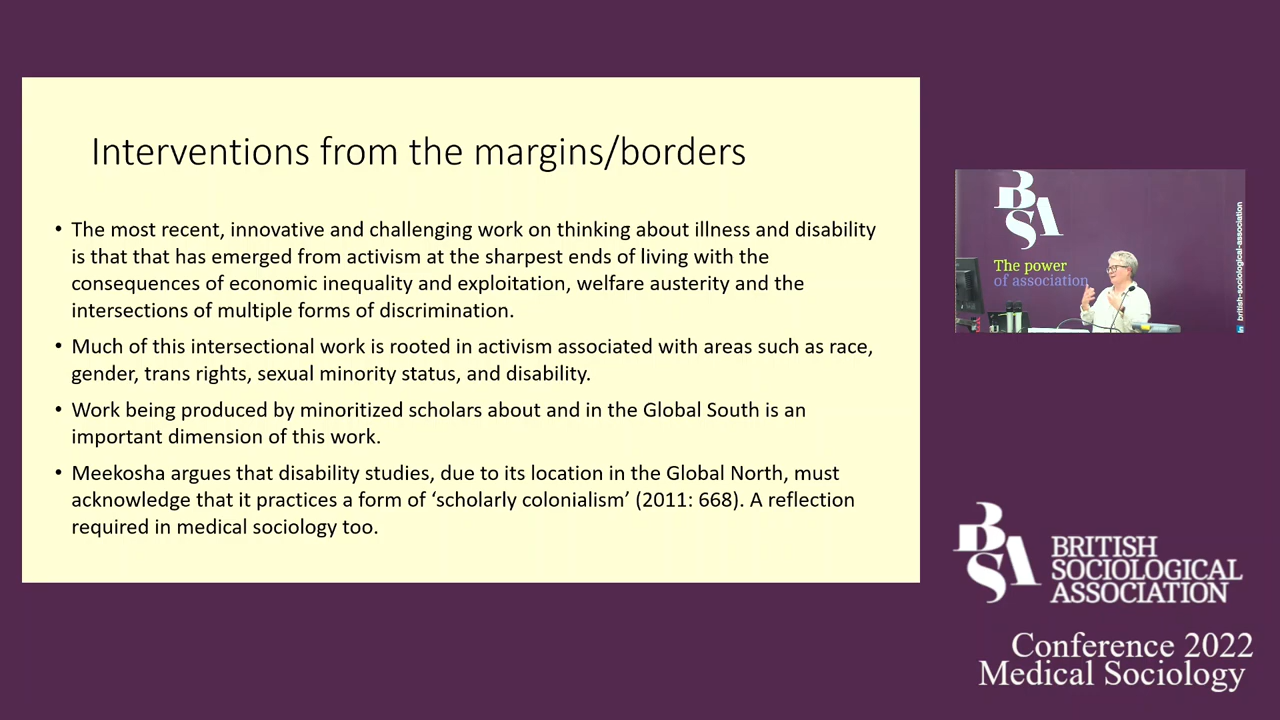 Interventions from the margins/borders
• The most recent, innovative and challenging work on thinking about illness and disability
is that that has emerged from activism at the sharpest ends of living with the
consequences of economic inequality and exploitation, welfare austerity and the
intersections of multiple forms of discrimination.
• Much of this intersectional work is rooted in activism associated with areas such as race,
gender, trans rights, sexual minority status, and disability.
• Work being produced by minoritized scholars about and in the Global South is an
important dimension of this work.
• Meekosha argues that disability studies, due to its location in the Global North, must
acknowledge that it practices a form of ‘scholarly colonialism’ (2011: 668). A reflection
required in medical sociology too.
BSA
The power
of association
british-sociological-association
in
BSA
BRITISH
SOCIOLOGICAL
ASSOCIATION
Conference 2022
Medical Sociology